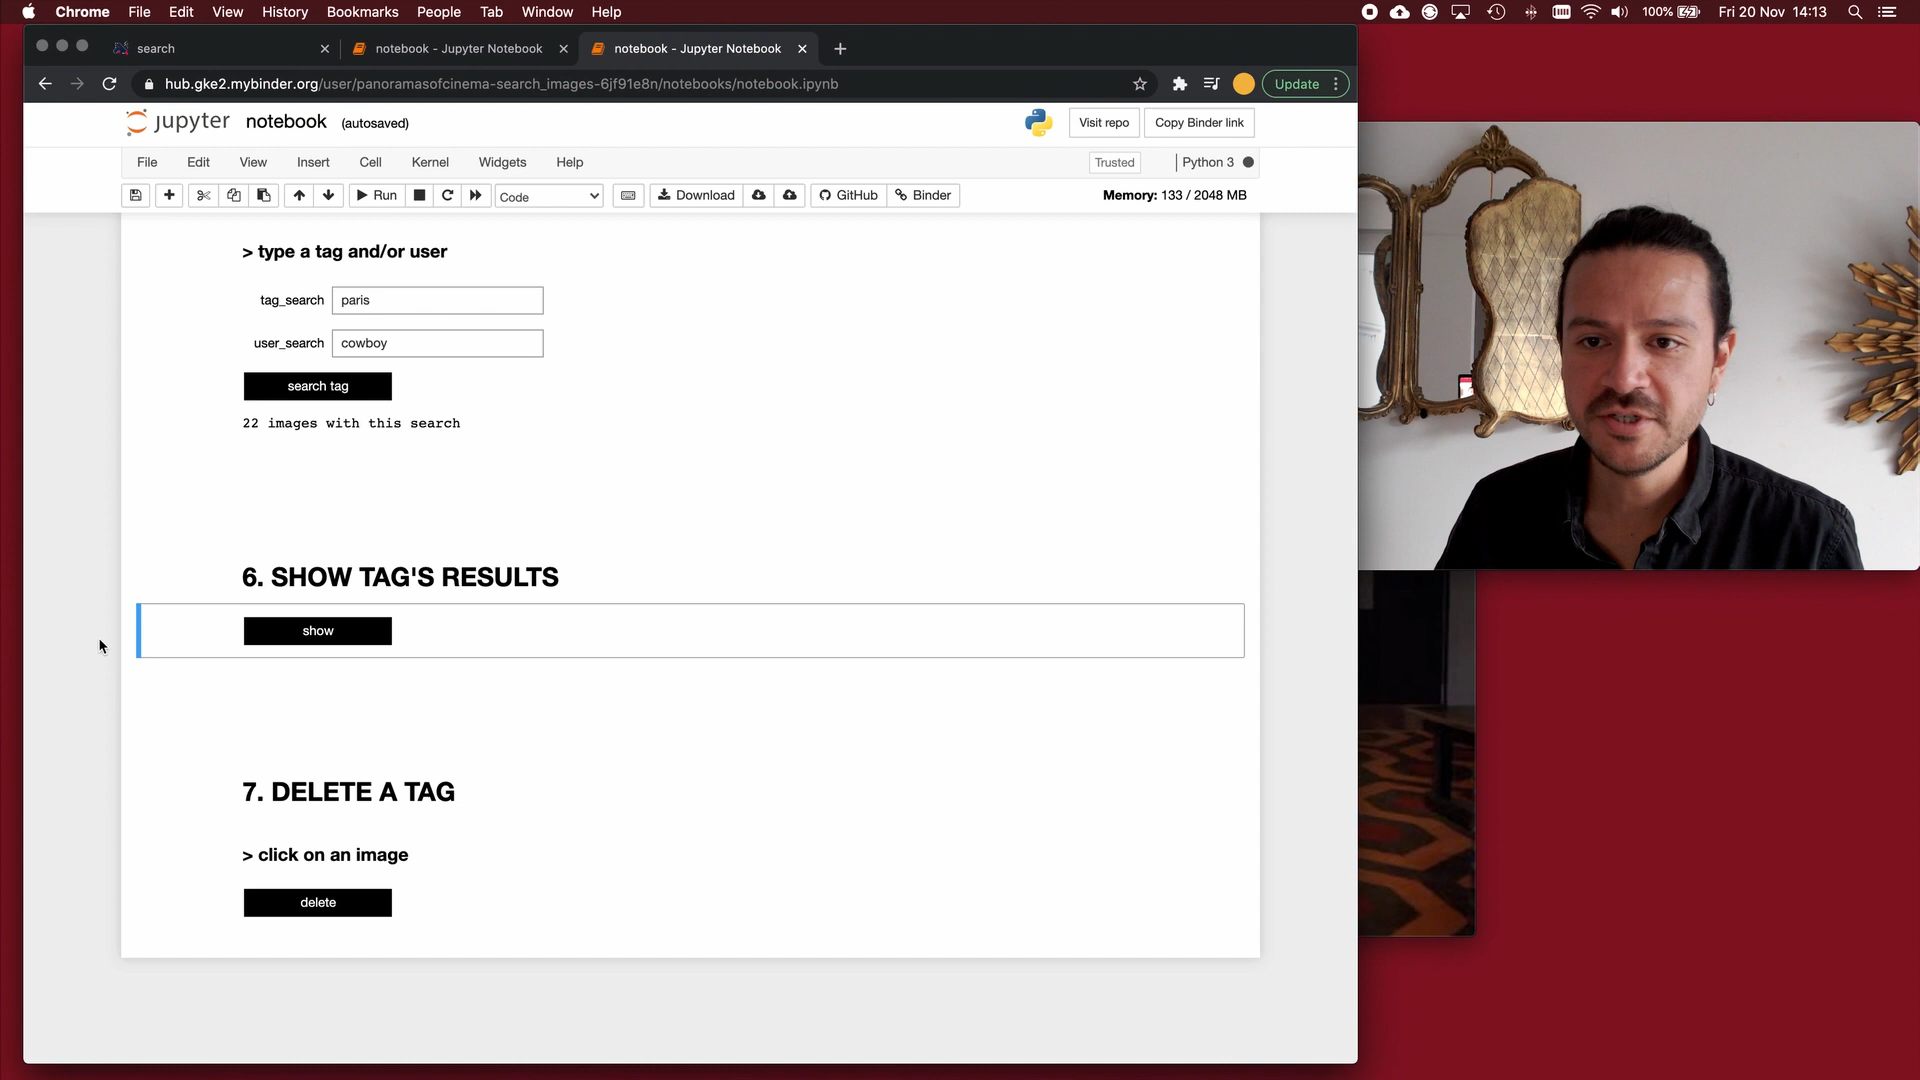 Chrome File Edit View History Bookmarks People Tab Window Help 100% Fri 20 Nov 14:13
search
notebook - Jupyter Notebook
notebook - Jupyter Notebook
hub.gke2.mybinder.org/user/panoramasofcinema-search_images-6jf91e8n/notebooks/notebook.ipynb
Update
jupyter notebook (autosaved)
Visit repo
Copy Binder link
File Edit View Insert Cell Kernel Widgets Help
Trusted
Python 3
Run
Code
Download
GitHub
Binder
Memory: 133 / 2048 MB
> type a tag and/or user
tag_search paris
user_search cowboy
search tag
22 images with this search
6. SHOW TAG'S RESULTS
show
7. DELETE A TAG
> click on an image
delete